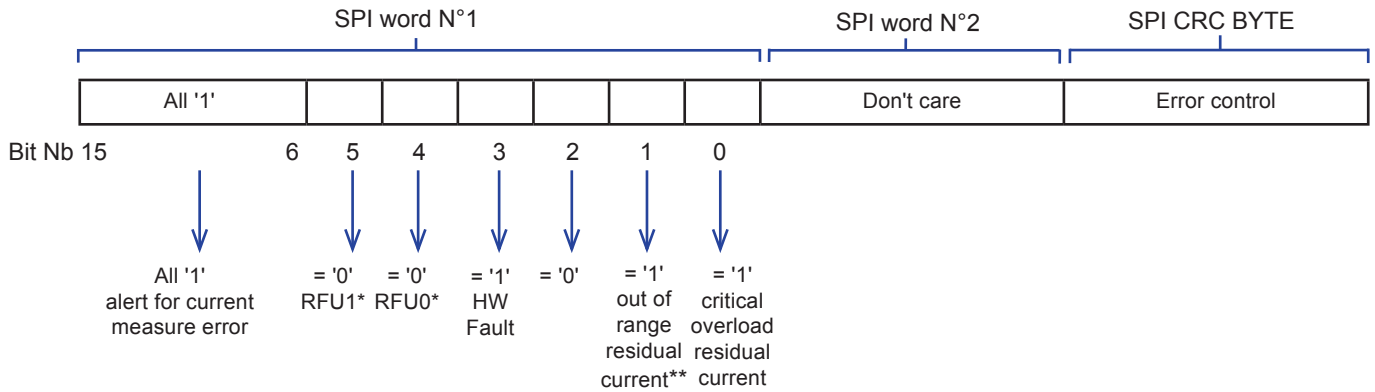 SPI word N°1
SPI word N°2
SPI CRC BYTE
All '1'
Don't care
Error control
Bit Nb 15
6
5
4
3
2
1
0
All '1'
alert for current
measure error
= '0'
RFU1*
= '0'
RFU0*
= '1'
HW
Fault
= '0'
= '1'
out of
range
residual
current**
= '1'
critical
overload
residual
current